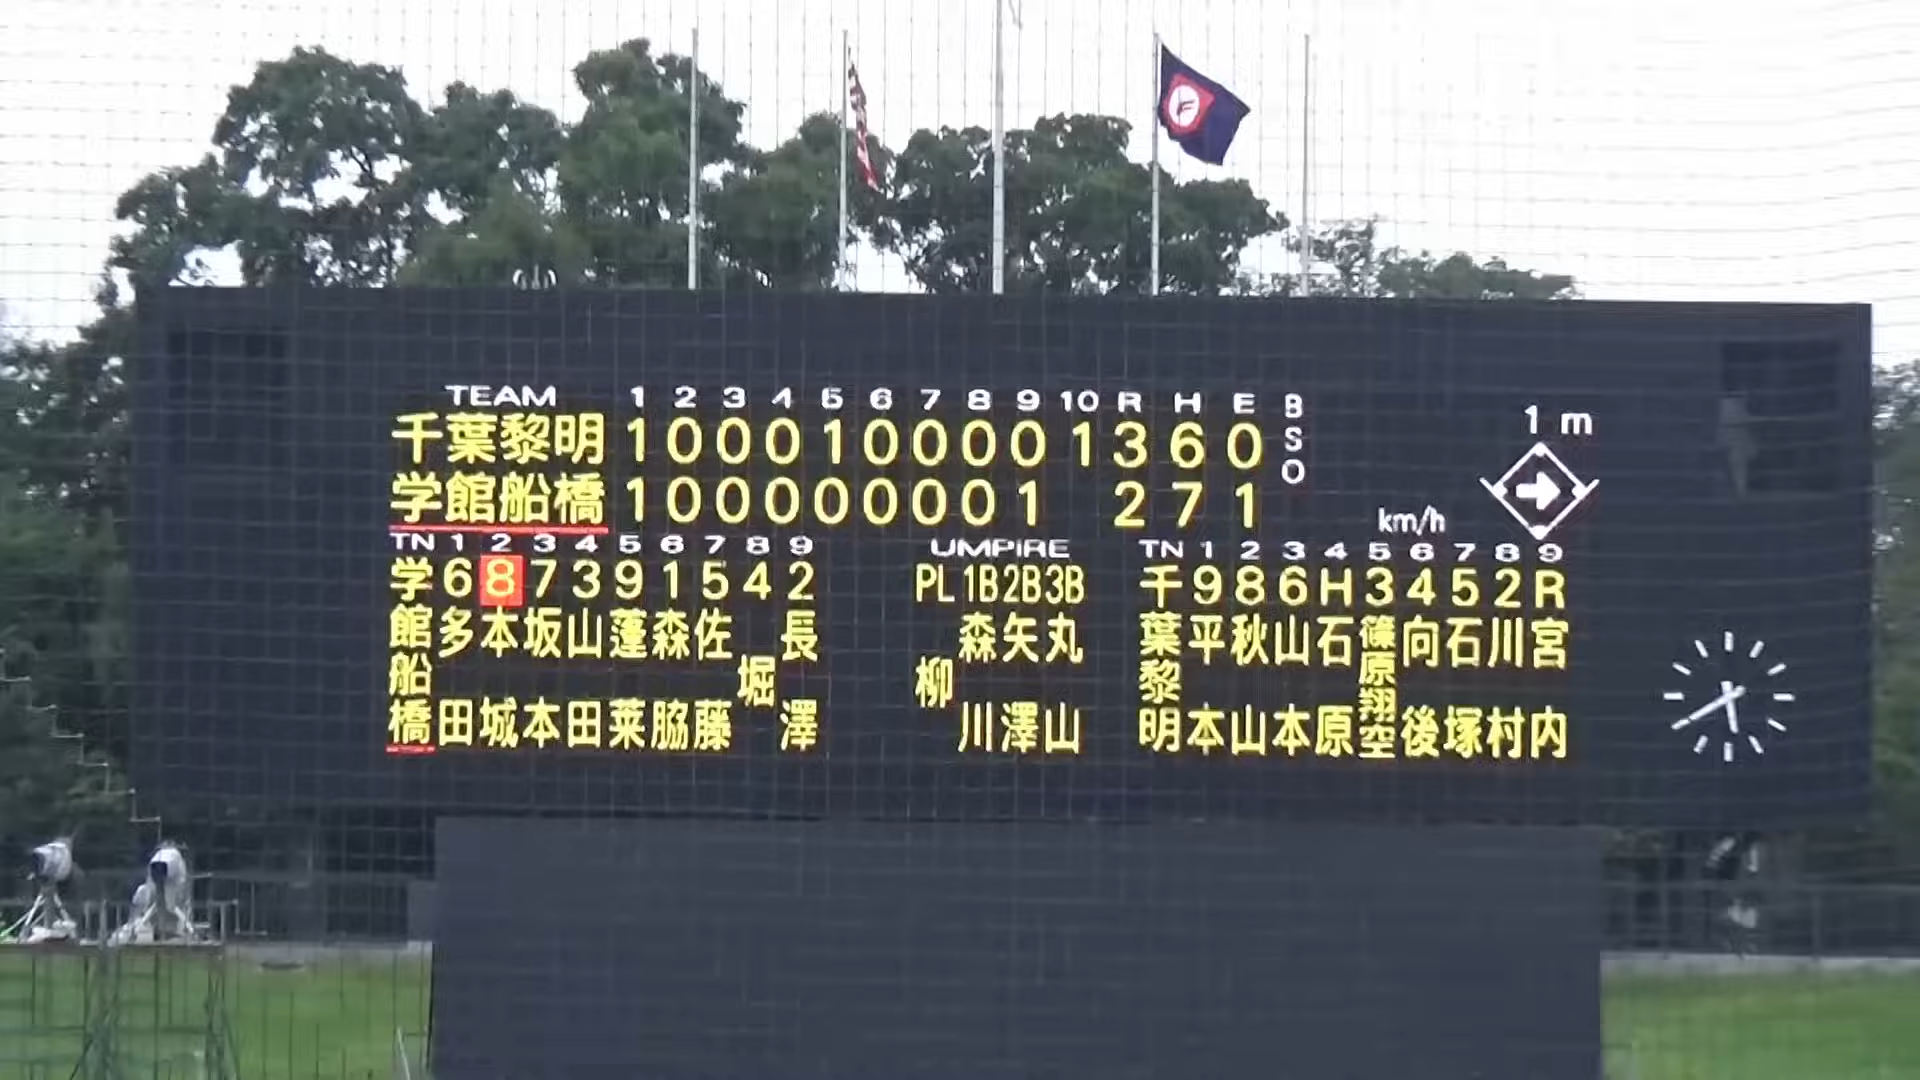 TEAM 1 2 3 4 5 6 7 8 9 10 R H E
千葉黎明 1 0 0 0 1 0 0 0 0 1 3 6 0
学館船橋 1 0 0 0 0 0 0 0 1 2 7 1
B
S
O
1 m
km/h
TN 1 2 3 4 5 6 7 8 9
学館船橋
6 8 7 3 9 1 5 4 2
多田
本城
坂本
山田
蓬莱
森脇
佐藤
堀
長澤
UMPIRE
PL 1B 2B 3B
柳
森川
矢澤
丸山
TN 1 2 3 4 5 6 7 8 9
千葉黎明
9 8 6 H 3 4 5 2 R
平本
秋山
山本
石原
篠原翔空
向後
石塚
川村
宮内